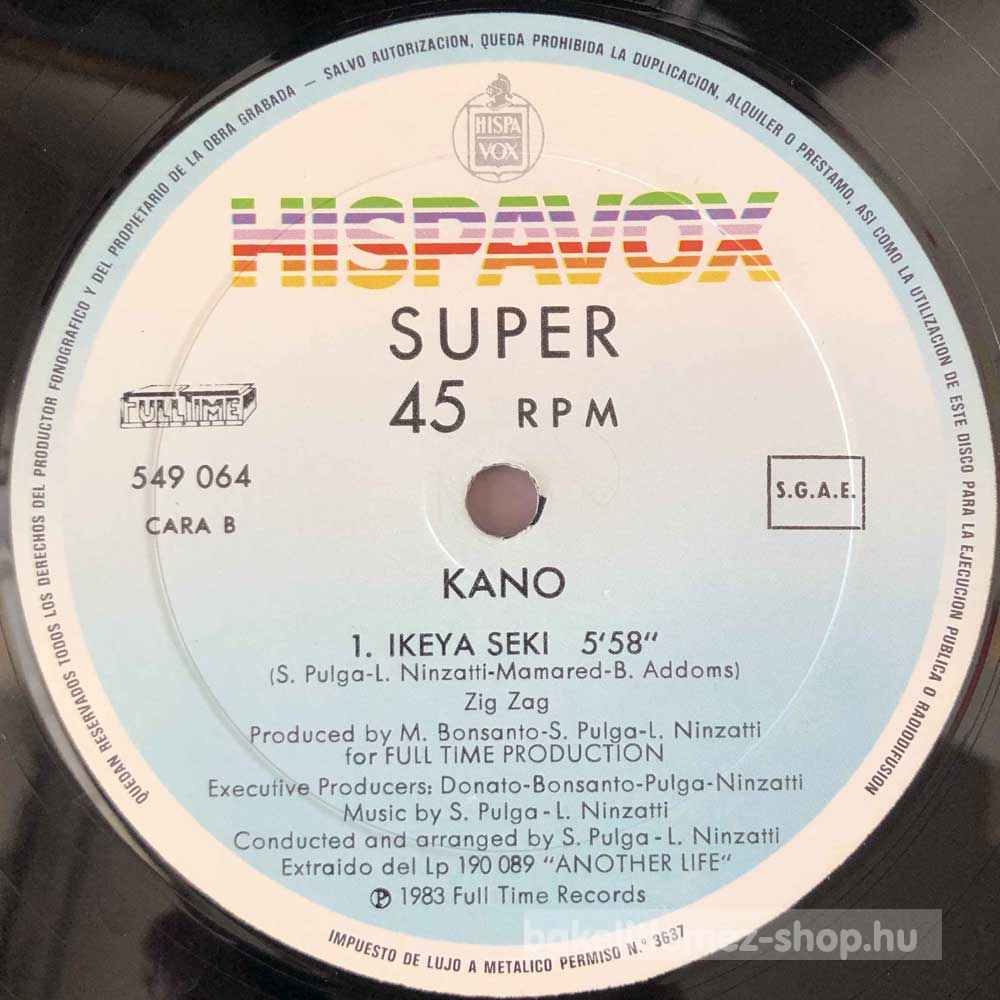 QUEDAN RESERVADOS TODOS LOS DERECHOS DEL PRODUCTOR FONOGRAFICO Y DEL PROPIETARIO DE LA OBRA GRABADA — SALVO AUTORIZACION, QUEDA PROHIBIDA LA DUPLICACION, ALQUILER O PRESTAMO, ASI COMO LA UTILIZACION DE ESTE DISCO PARA LA EJECUCION PUBLICA O RADIODIFUSION
HISPA
VOX
HISPAVOX
SUPER
45 RPM
FULLTIME
549 064
CARA B
S.G.A.E.
KANO
1. IKEYA SEKI 5'58"
(S. Pulga-L. Ninzatti-Mamared-B. Addoms)
Zig Zag
Produced by M. Bonsanto-S. Pulga-L. Ninzatti
for FULL TIME PRODUCTION
Executive Producers: Donato-Bonsanto-Pulga-Ninzatti
Music by S. Pulga-L. Ninzatti
Conducted and arranged by S. Pulga-L. Ninzatti
Extraido del Lp 190 089 "ANOTHER LIFE"
℗ 1983 Full Time Records
IMPUESTO DE LUJO A METALICO PERMISO N.º 3637
bakelitlemez-shop.hu